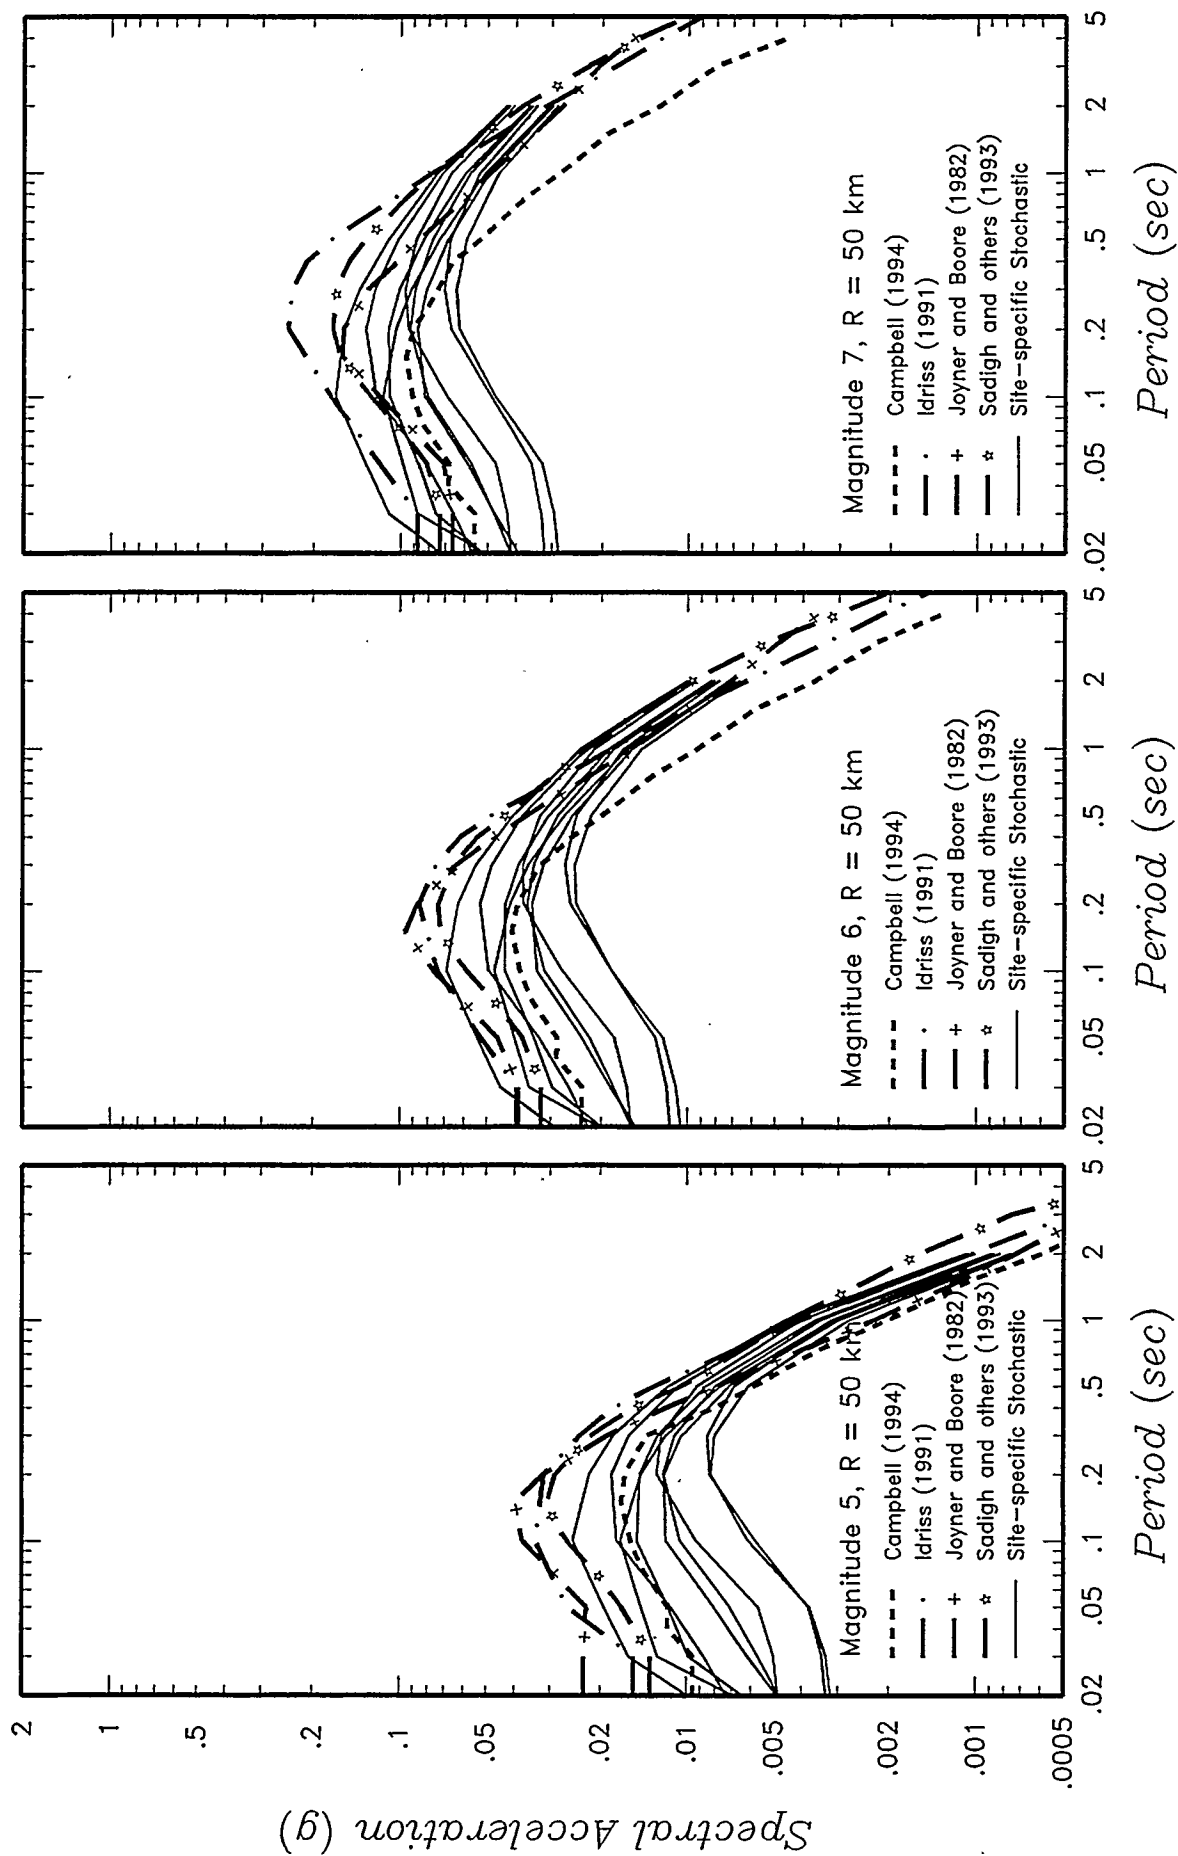 Spectral Acceleration (g)
2
1
.5
.2
.1
.05
.02
.01
.005
.002
.001
.0005
Magnitude 5, R = 50 km
Campbell (1994)
Idriss (1991)
Joyner and Boore (1982)
Sadigh and others (1993)
Site-specific Stochastic
.02 .05 .1 .2 .5 1 2 5
Period (sec)
Magnitude 6, R = 50 km
Campbell (1994)
Idriss (1991)
Joyner and Boore (1982)
Sadigh and others (1993)
Site-specific Stochastic
.02 .05 .1 .2 .5 1 2 5
Period (sec)
Magnitude 7, R = 50 km
Campbell (1994)
Idriss (1991)
Joyner and Boore (1982)
Sadigh and others (1993)
Site-specific Stochastic
.02 .05 .1 .2 .5 1 2 5
Period (sec)